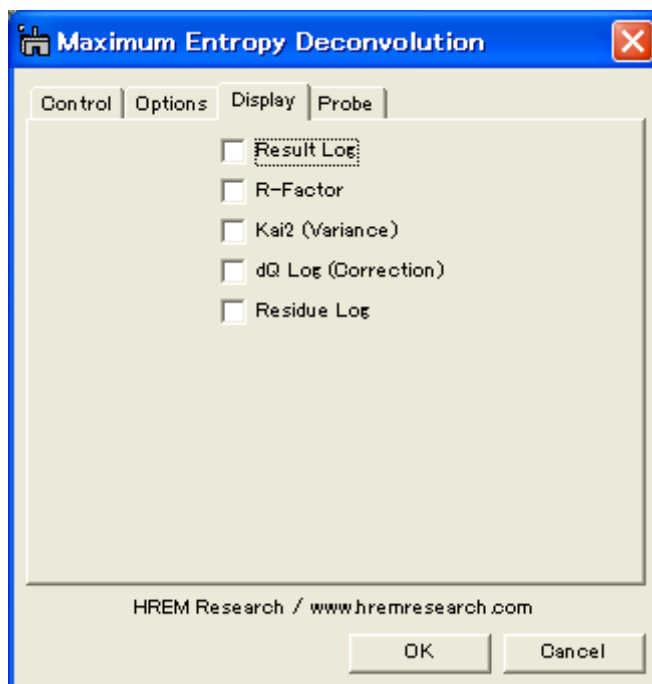 Maximum Entropy Deconvolution
Control Options Display Probe
Result Log
R-Factor
Kai2 (Variance)
dQ Log (Correction)
Residue Log
HREM Research / www.hremresearch.com
OK Cancel